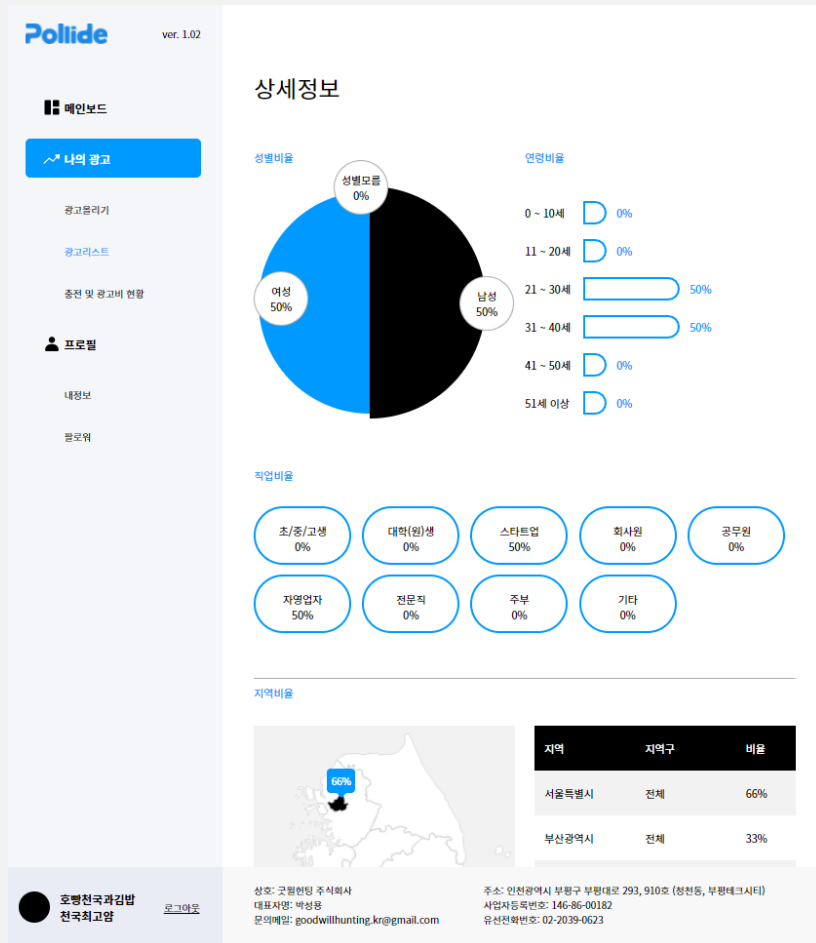 Pollide
ver. 1.02
메인보드
나의 광고
광고올리기
광고리스트
충전 및 광고비 현황
프로필
내정보
팔로워
호빵천국과김밥
천국최고얌
로그아웃
상세정보
성별비율
성별모름
0%
여성
50%
남성
50%
연령비율
0 ~ 10세 0%
11 ~ 20세 0%
21 ~ 30세 50%
31 ~ 40세 50%
41 ~ 50세 0%
51세 이상 0%
직업비율
초/중/고생
0%
대학(원)생
0%
스타트업
50%
회사원
0%
공무원
0%
자영업자
50%
전문직
0%
주부
0%
기타
0%
지역비율
66%
지역 지역구 비율
서울특별시 전체 66%
부산광역시 전체 33%
상호: 굿윌헌팅 주식회사
대표자명: 박성용
문의메일: goodwillhunting.kr@gmail.com
주소: 인천광역시 부평구 부평대로 293, 910호 (청천동, 부평테크시티)
사업자등록번호: 146-86-00182
유선전화번호: 02-2039-0623